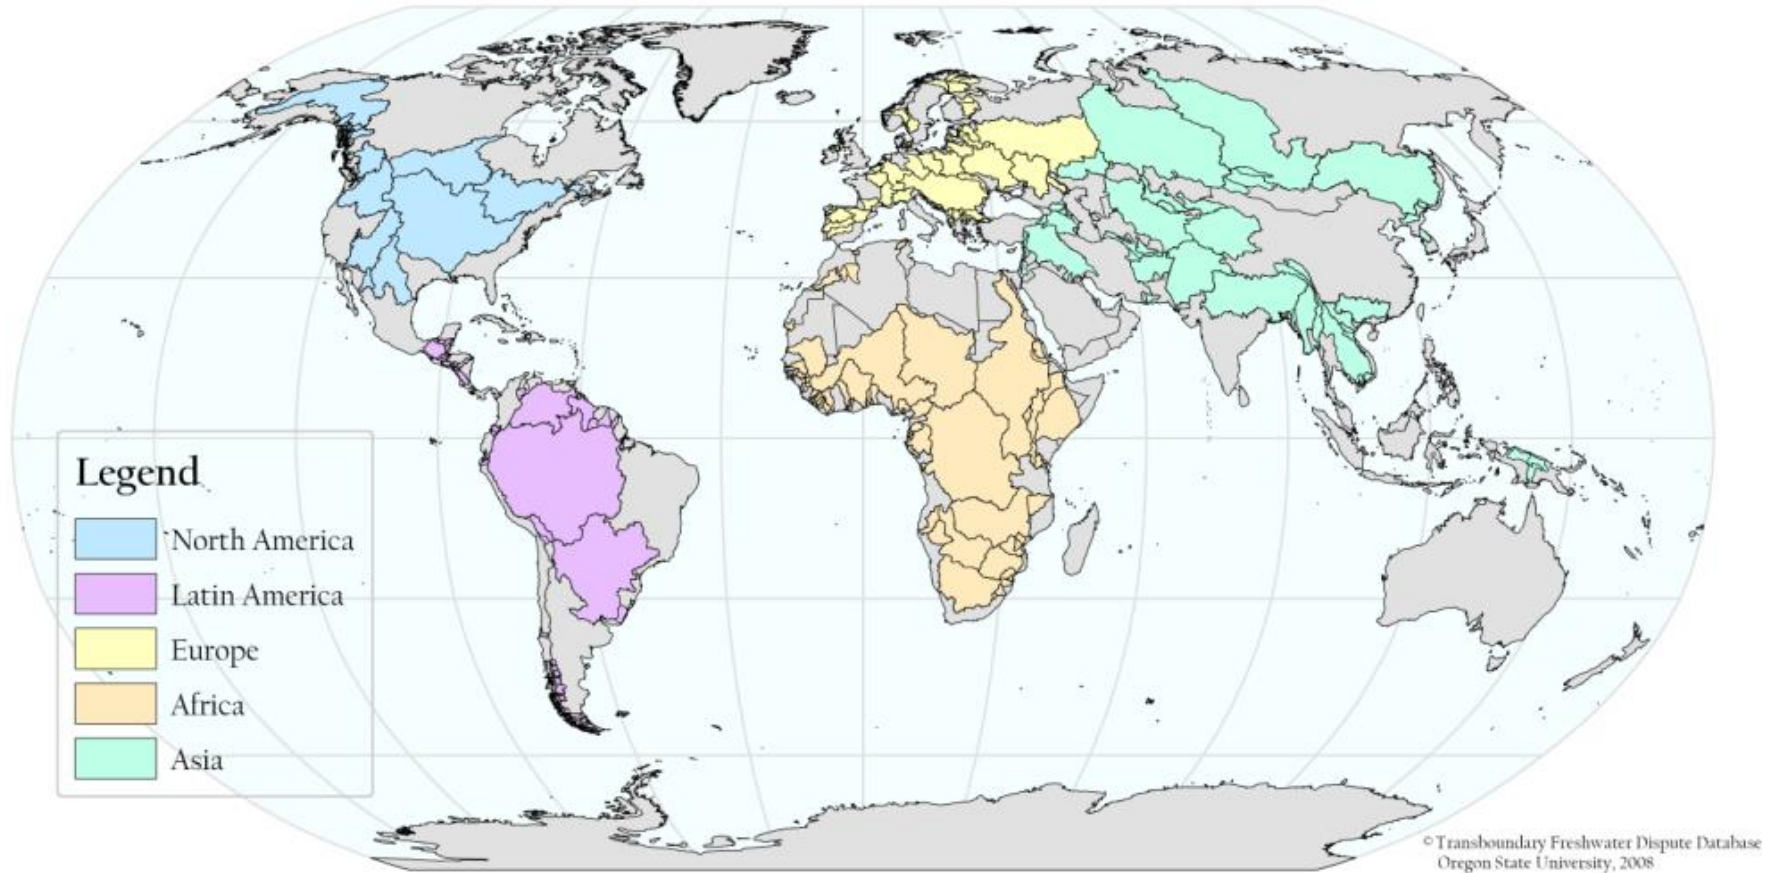 Legend
North America
Latin America
Europe
Africa
Asia
© Transboundary Freshwater Dispute Database
Oregon State University, 2008